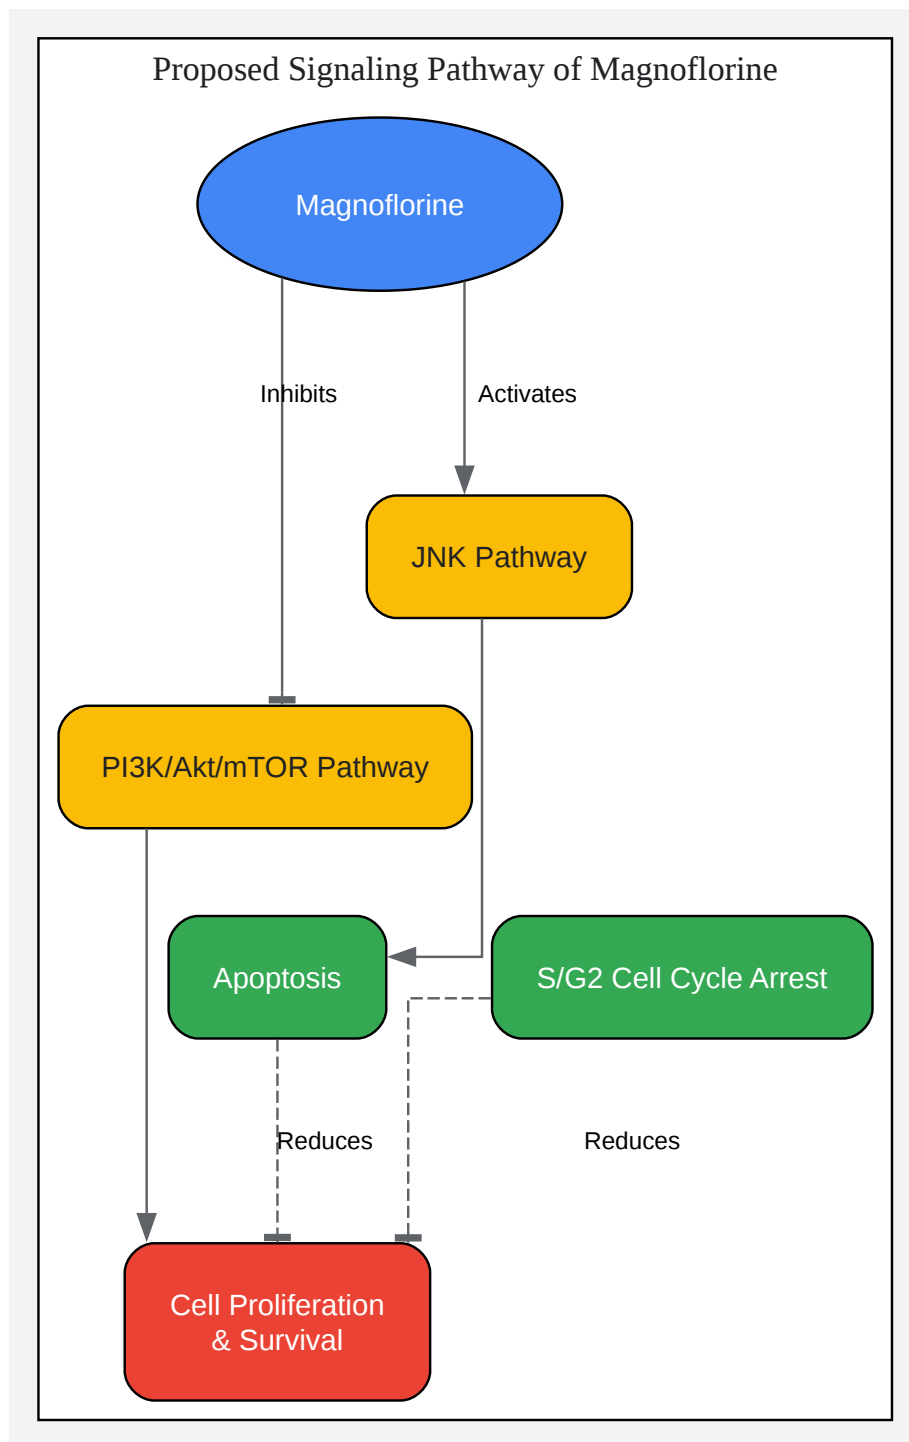 Proposed Signaling Pathway of Magnoflorine
Magnoflorine
Inhibits
Activates
JNK Pathway
PI3K/Akt/mTOR Pathway
Apoptosis
S/G2 Cell Cycle Arrest
Reduces
Reduces
Cell Proliferation
& Survival